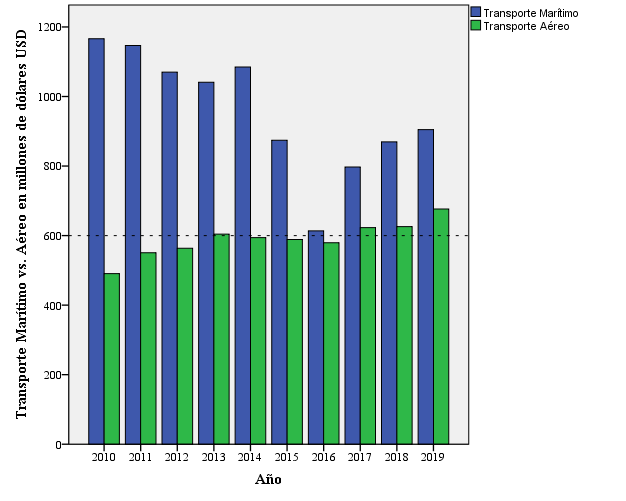 Transporte Marítimo
Transporte Aéreo
Transporte Marítimo vs. Aéreo en millones de dólares USD
1200
1000
800
600
400
200
0
2010 2011 2012 2013 2014 2015 2016 2017 2018 2019
Año